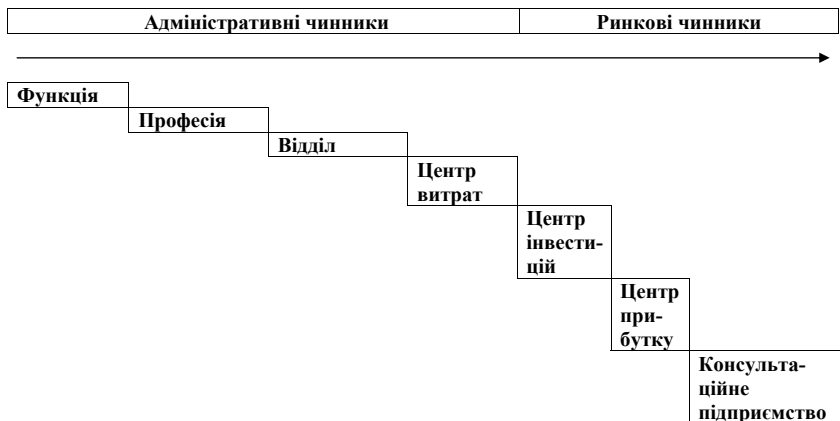 Адміністративні чинники Ринкові чинники
Функція
Професія
Відділ
Центр
витрат
Центр
інвести-
цій
Центр
при-
бутку
Консульта-
ційне
підприємство